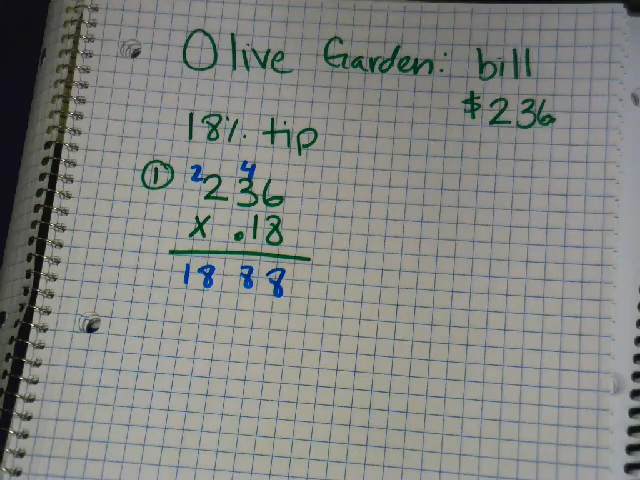 Olive Garden: bill
$236
18% tip
① 2 4
236
x .18
1888